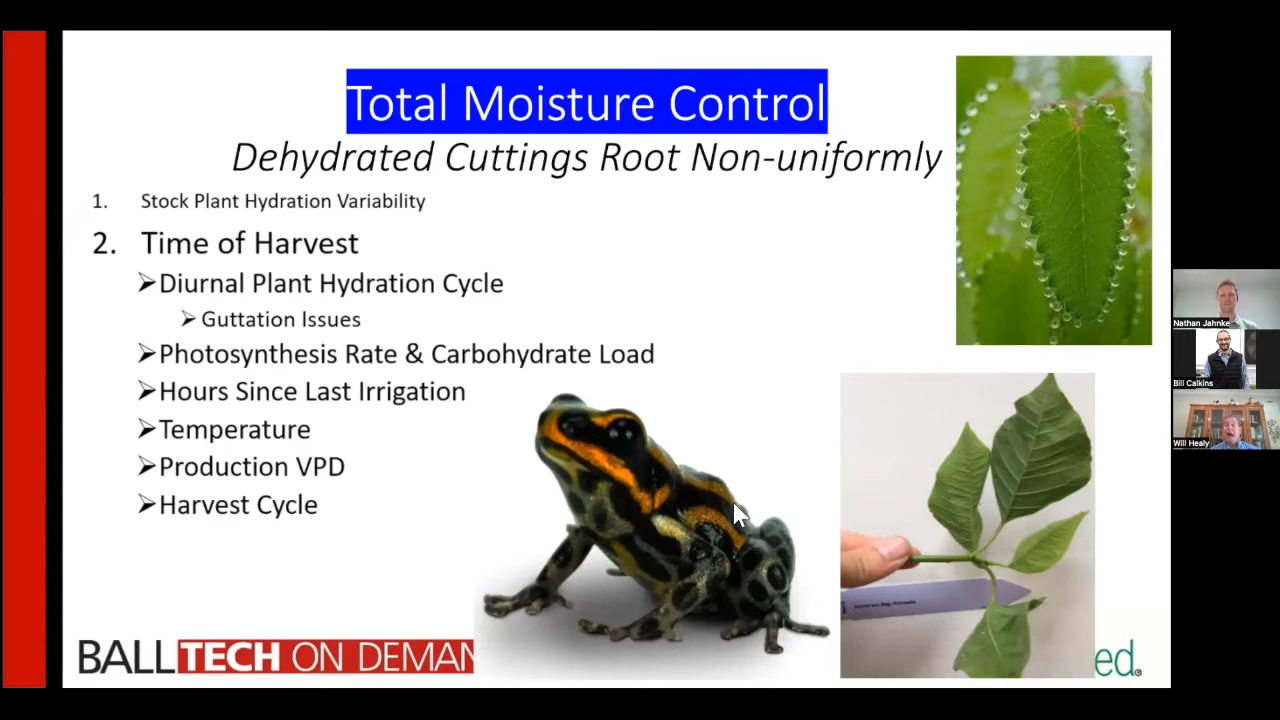 Total Moisture Control
Dehydrated Cuttings Root Non-uniformly
1. Stock Plant Hydration Variability
2. Time of Harvest
➢Diurnal Plant Hydration Cycle
➢ Guttation Issues
➢Photosynthesis Rate & Carbohydrate Load
➢Hours Since Last Irrigation
➢Temperature
➢Production VPD
➢Harvest Cycle
BALL TECH ON DEMAN
ed.
Nathan Jahnke
Bill Calkins
Will Healy